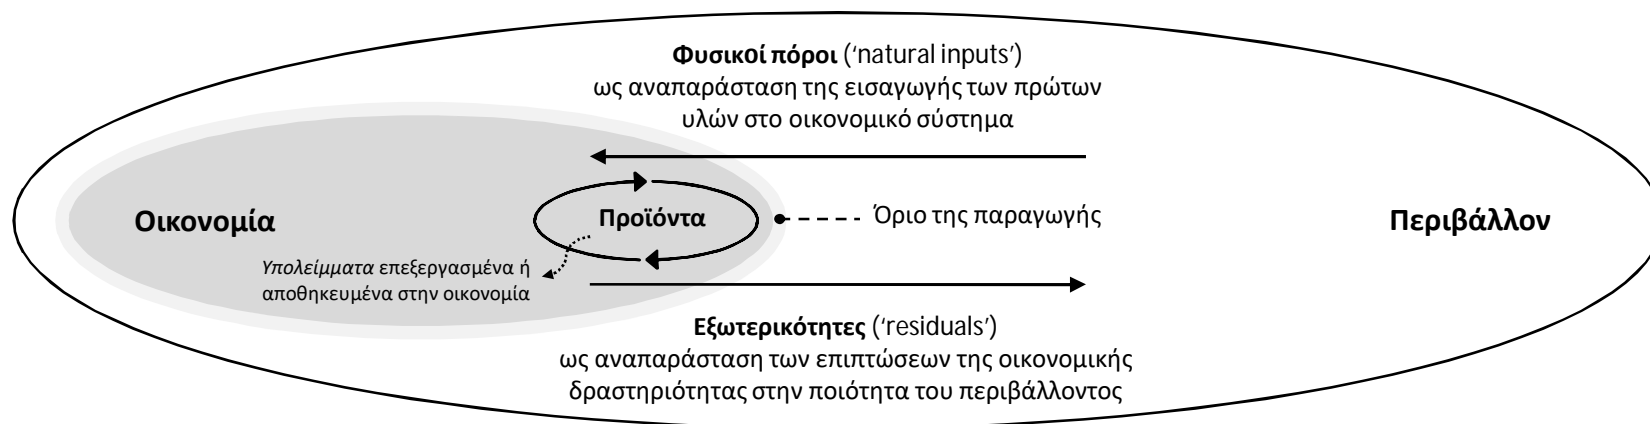 Φυσικοί πόροι (‘natural inputs’)
ως αναπαράσταση της εισαγωγής των πρώτων
υλών στο οικονομικό σύστημα
Οικονομία
Προϊόντα
Όριο της παραγωγής
Περιβάλλον
Υπολείμματα επεξεργασμένα ή
αποθηκευμένα στην οικονομία
Εξωτερικότητες (‘residuals’)
ως αναπαράσταση των επιπτώσεων της οικονομικής
δραστηριότητας στην ποιότητα του περιβάλλοντος